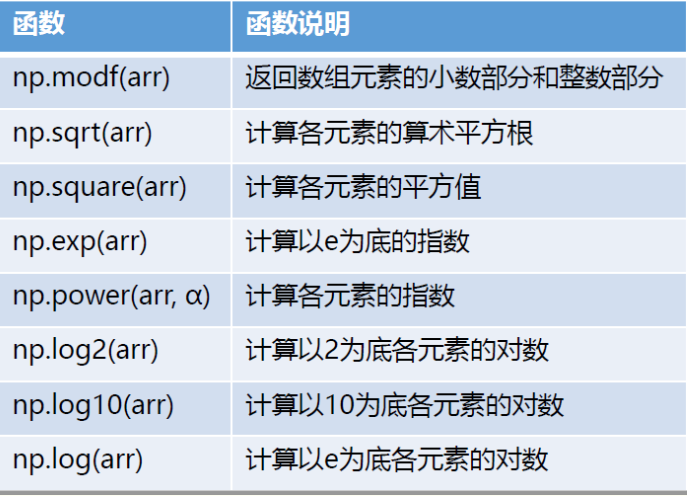 函数 函数说明
np.modf(arr) 返回数组元素的小数部分和整数部分
np.sqrt(arr) 计算各元素的算术平方根
np.square(arr) 计算各元素的平方值
np.exp(arr) 计算以e为底的指数
np.power(arr, α) 计算各元素的指数
np.log2(arr) 计算以2为底各元素的对数
np.log10(arr) 计算以10为底各元素的对数
np.log(arr) 计算以e为底各元素的对数